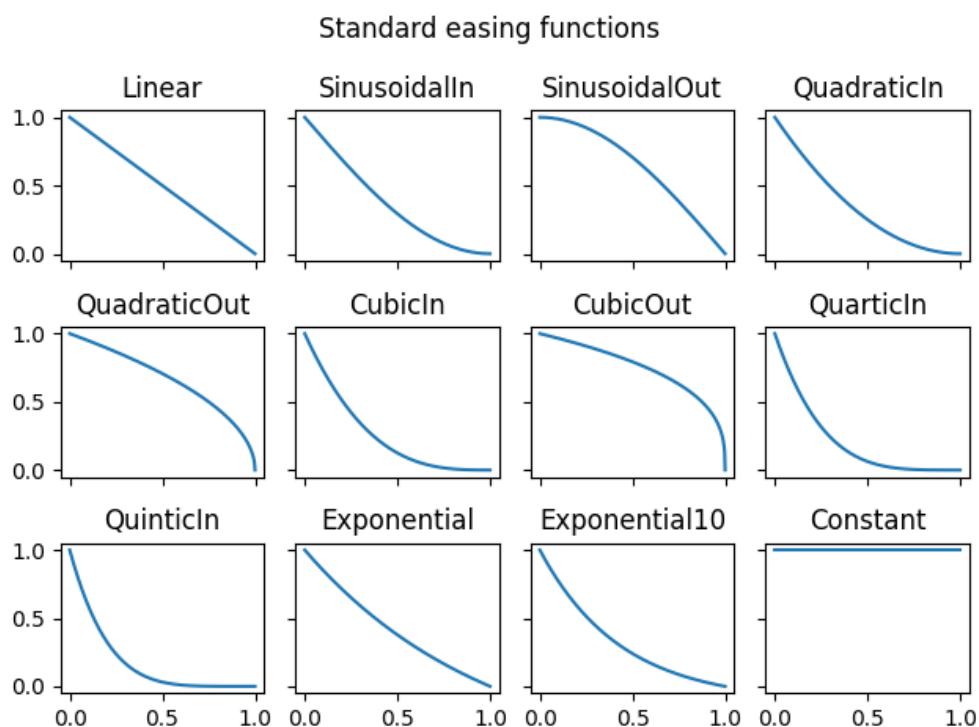 Standard easing functions
Linear SinusoidalIn SinusoidalOut QuadraticIn
1.0
0.5
0.0
QuadraticOut CubicIn CubicOut QuarticIn
1.0
0.5
0.0
QuinticIn Exponential Exponential10 Constant
1.0
0.5
0.0
0.0 0.5 1.0 0.0 0.5 1.0 0.0 0.5 1.0 0.0 0.5 1.0